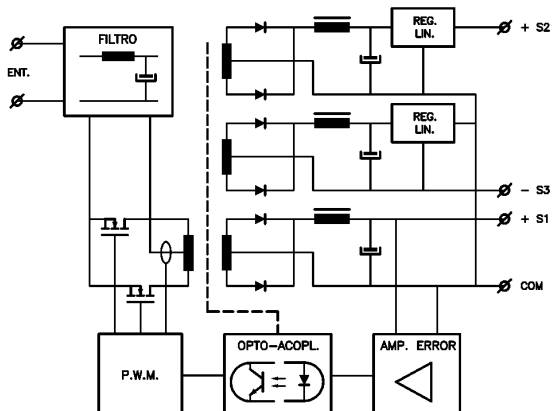 FILTRO
ENT.
REG.
LIN.
+ S2
REG.
LIN.
- S3
+ S1
COM
P.W.M.
OPTO-ACOPL.
AMP. ERROR